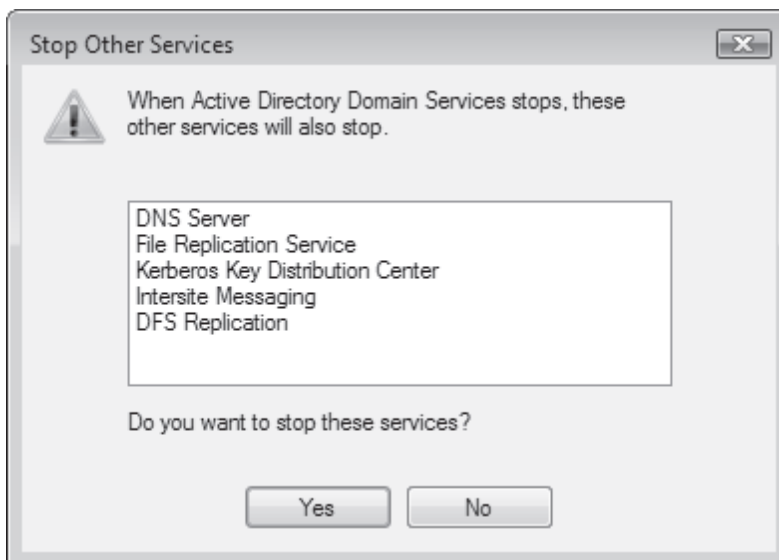 Stop Other Services
When Active Directory Domain Services stops, these
other services will also stop.
DNS Server
File Replication Service
Kerberos Key Distribution Center
Intersite Messaging
DFS Replication
Do you want to stop these services?
Yes
No